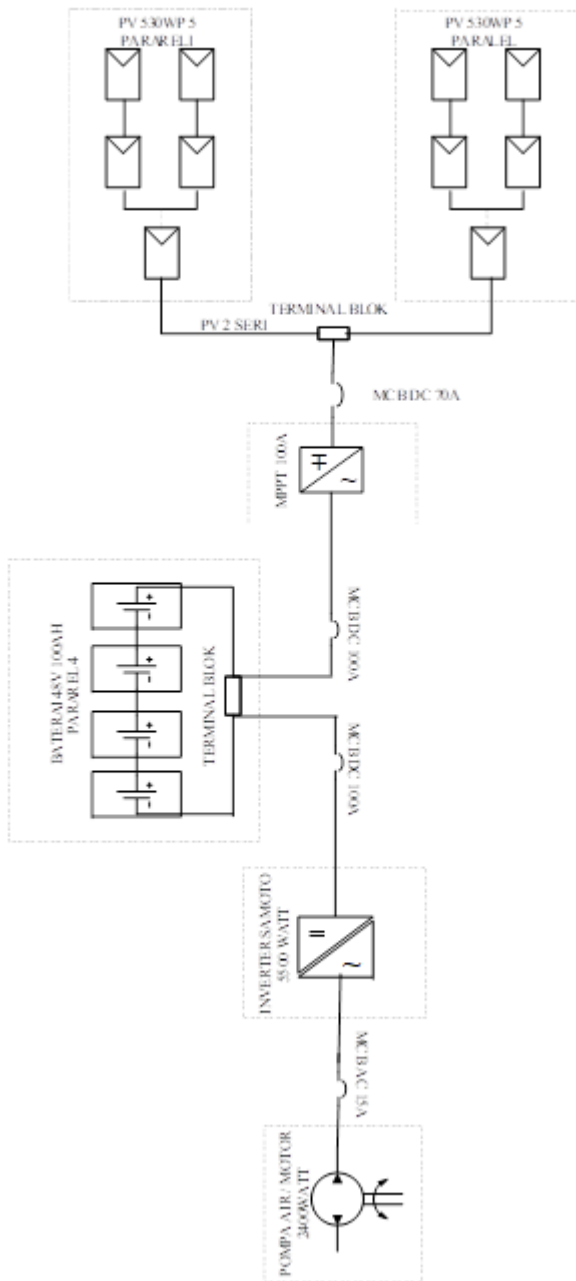 PV 530WP 5
PARAREL1
PV 530WP 5
PARALEL
TERMINAL BLOK
PV 2 SERI
MCB DC 70A
MPPT 100A
MCB DC 100A
BATERAI 48V 100AH
PARAREL 4
TERMINAL BLOK
MCB DC 100A
INVERTER SAMOTO
5500 WATT
MCB AC 15A
POMPA AIR / MOTOR
2400WATT